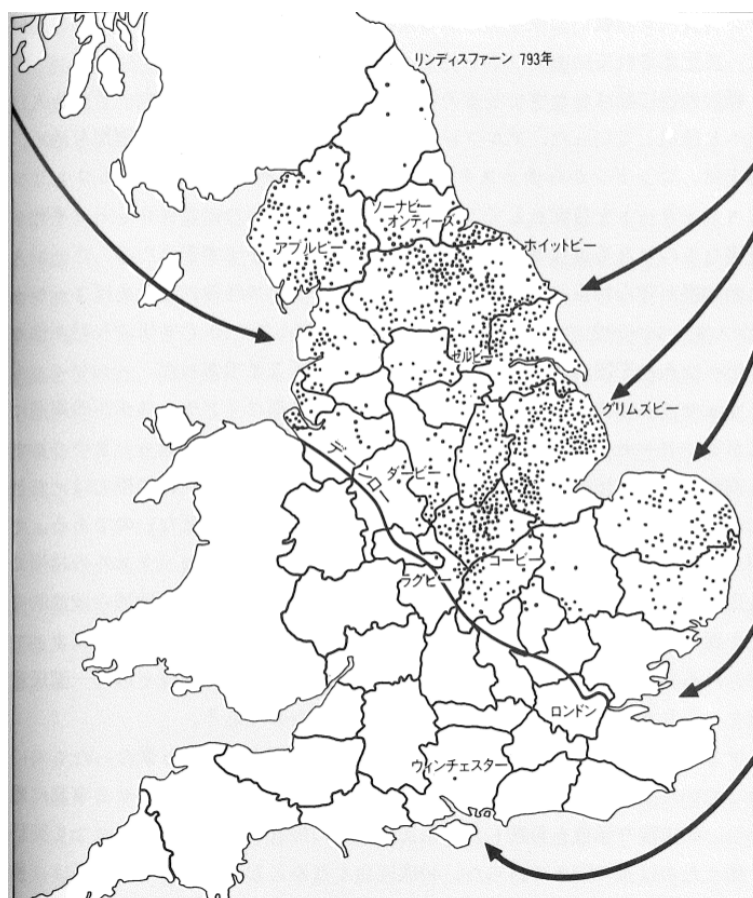 リンディスファーン 793年
ソーナビー
オンティーズ
アプルビー
ホイットビー
ゼルビー
グリムズビー
デーンロー
ダービー
コービー
ラグビー
ロンドン
ウィンチェスター